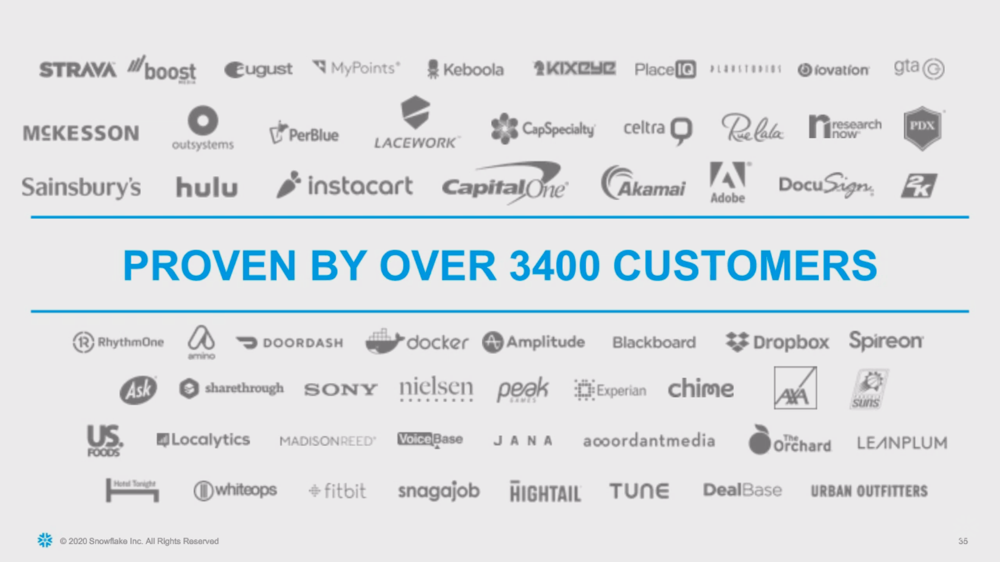 STRAVA boost MEDIA august MyPoints® Keboola KIXEYE PlaceIQ PLAYSTUDIOS iovation gta
MCKESSON outsystems PerBlue LACEWORK™ CapSpecialty celtra Rue lala research now PDX
Sainsbury's hulu instacart CapitalOne® Akamai Adobe DocuSign 2K
PROVEN BY OVER 3400 CUSTOMERS
RhythmOne amino DOORDASH docker Amplitude Blackboard Dropbox Spireon
Ask sharethrough SONY nielsen peak GAMES Experian chime AXA PHOENIX SUNS
US. FOODS Localytics MADISONREED® VoiceBase JANA accordantmedia The Orchard LEANPLUM
Hotel Tonight whiteops fitbit snagajob HIGHTAIL TUNE DealBase URBAN OUTFITTERS
© 2020 Snowflake Inc. All Rights Reserved
35